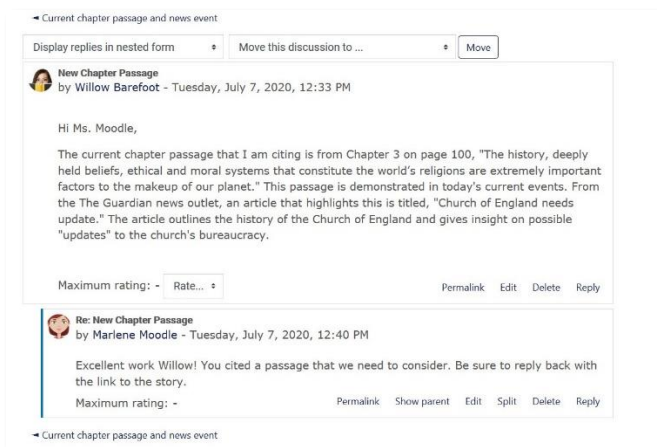 ◄ Current chapter passage and news event
Display replies in nested form Move this discussion to ... Move
New Chapter Passage
by Willow Barefoot - Tuesday, July 7, 2020, 12:33 PM
Hi Ms. Moodle,
The current chapter passage that I am citing is from Chapter 3 on page 100, "The history, deeply
held beliefs, ethical and moral systems that constitute the world's religions are extremely important
factors to the makeup of our planet." This passage is demonstrated in today's current events. From
the The Guardian news outlet, an article that highlights this is titled, "Church of England needs
update." The article outlines the history of the Church of England and gives insight on possible
"updates" to the church's bureaucracy.
Maximum rating: - Rate... Permalink Edit Delete Reply
Re: New Chapter Passage
by Marlene Moodle - Tuesday, July 7, 2020, 12:40 PM
Excellent work Willow! You cited a passage that we need to consider. Be sure to reply back with
the link to the story.
Maximum rating: - Permalink Show parent Edit Split Delete Reply
◄ Current chapter passage and news event